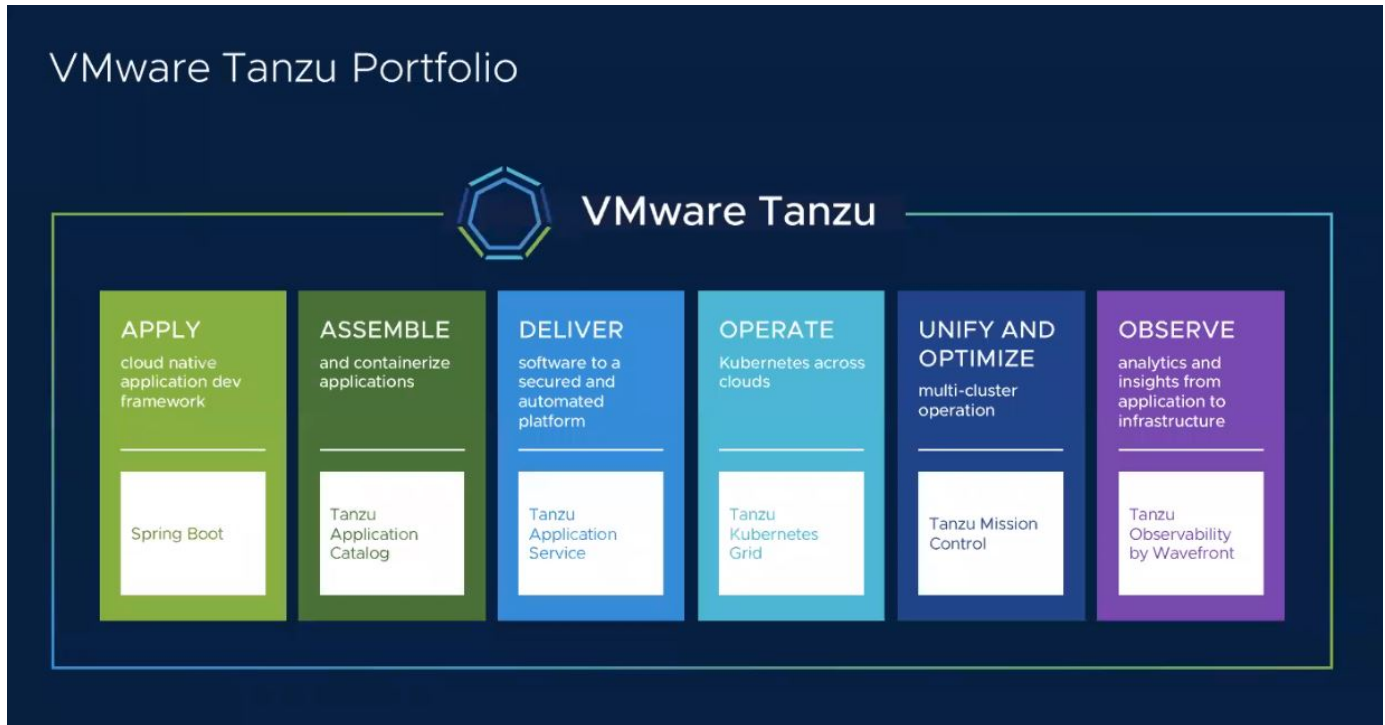 VMware Tanzu Portfolio
VMware Tanzu
APPLY
cloud native
application dev
framework
Spring Boot
ASSEMBLE
and containerize
applications
Tanzu
Application
Catalog
DELIVER
software to a
secured and
automated
platform
Tanzu
Application
Service
OPERATE
Kubernetes across
clouds
Tanzu
Kubernetes
Grid
UNIFY AND
OPTIMIZE
multi-cluster
operation
Tanzu Mission
Control
OBSERVE
analytics and
insights from
application to
infrastructure
Tanzu
Observability
by Wavefront